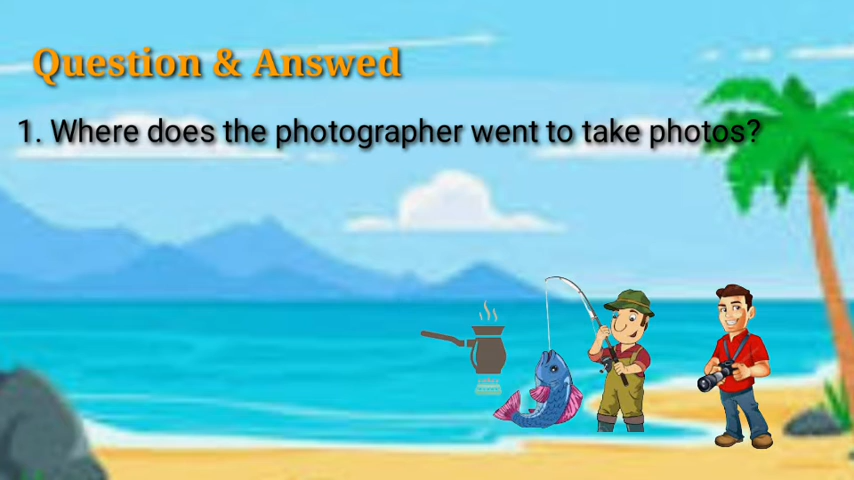 Question & Answed
1. Where does the photographer went to take photos?